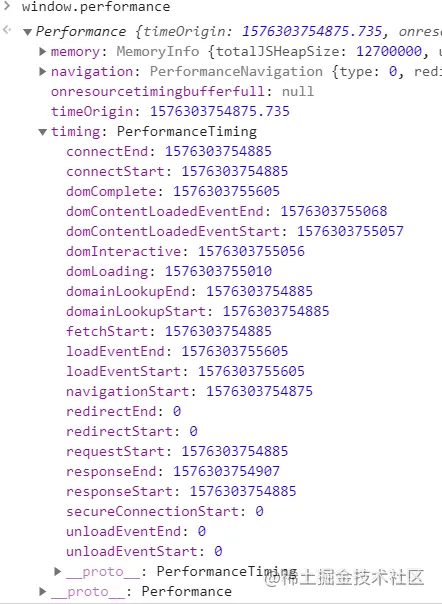 window.performance
Performance {timeOrigin: 1576303754875.735, onreso
memory: MemoryInfo {totalJSHeapSize: 12700000, u
navigation: PerformanceNavigation {type: 0, redi
onresourcetimingbufferfull: null
timeOrigin: 1576303754875.735
timing: PerformanceTiming
connectEnd: 1576303754885
connectStart: 1576303754885
domComplete: 1576303755605
domContentLoadedEventEnd: 1576303755068
domContentLoadedEventStart: 1576303755057
domInteractive: 1576303755056
domLoading: 1576303755010
domainLookupEnd: 1576303754885
domainLookupStart: 1576303754885
fetchStart: 1576303754885
loadEventEnd: 1576303755605
loadEventStart: 1576303755605
navigationStart: 1576303754875
redirectEnd: 0
redirectStart: 0
requestStart: 1576303754885
responseEnd: 1576303754907
responseStart: 1576303754885
secureConnectionStart: 0
unloadEventEnd: 0
unloadEventStart: 0
__proto__: PerformanceTiming
@稀土掘金技术社区
__proto__: Performance